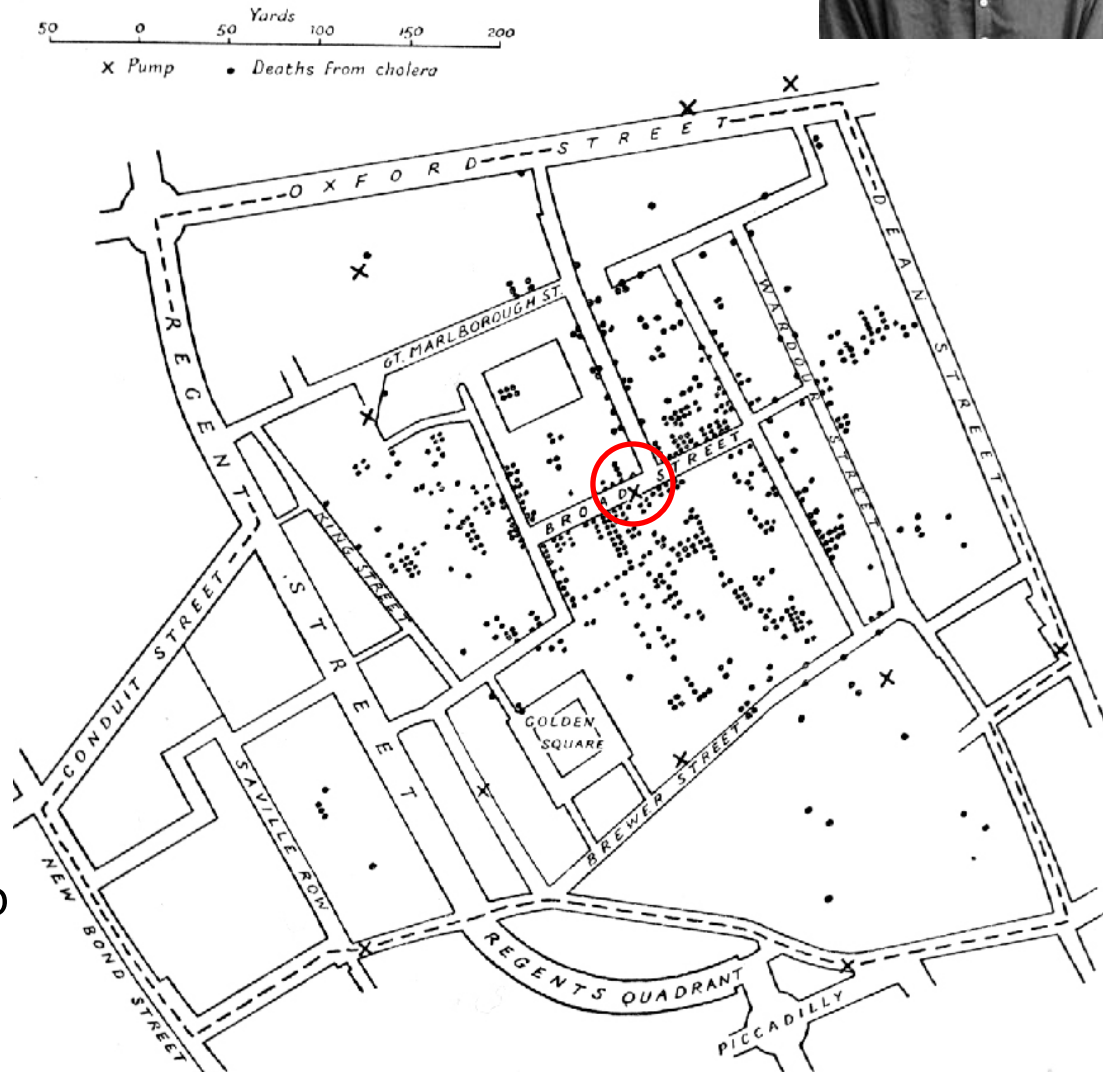 Yards
50 0 50 100 150 200
X Pump • Deaths from cholera
OXFORD STREET
DEAN STREET
REGENT STREET
GT. MARLBOROUGH ST.
WARDOUR STREET
BROAD STREET
KING STREET
CONDUIT STREET
GOLDEN
SQUARE
SAVILLE ROW
BREWER STREET
NEW BOND STREET
REGENTS QUADRANT
PICCADILLY